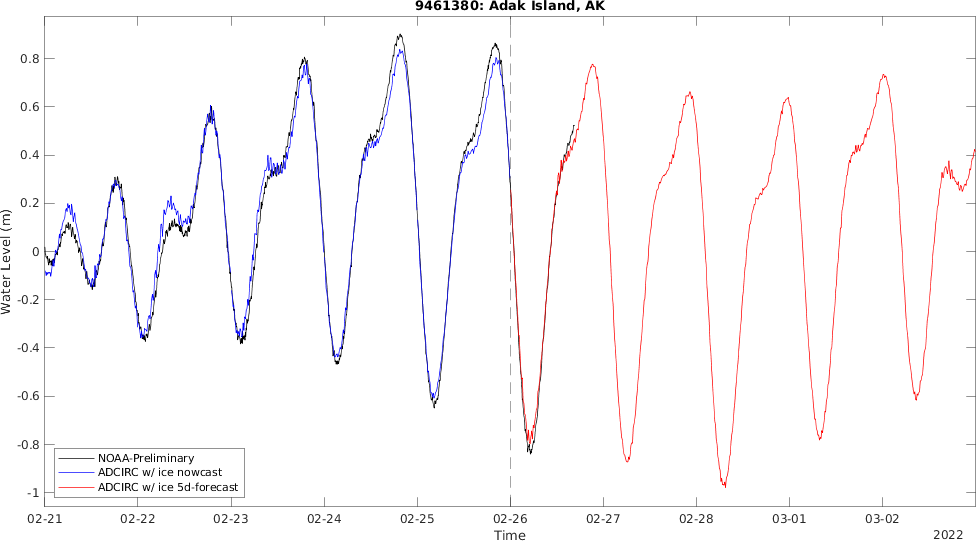 9461380: Adak Island, AK
Water Level (m)
0.8
0.6
0.4
0.2
0
-0.2
-0.4
-0.6
-0.8
-1
NOAA-Preliminary
ADCIRC w/ ice nowcast
ADCIRC w/ ice 5d-forecast
02-21 02-22 02-23 02-24 02-25 02-26 02-27 02-28 03-01 03-02
Time
2022